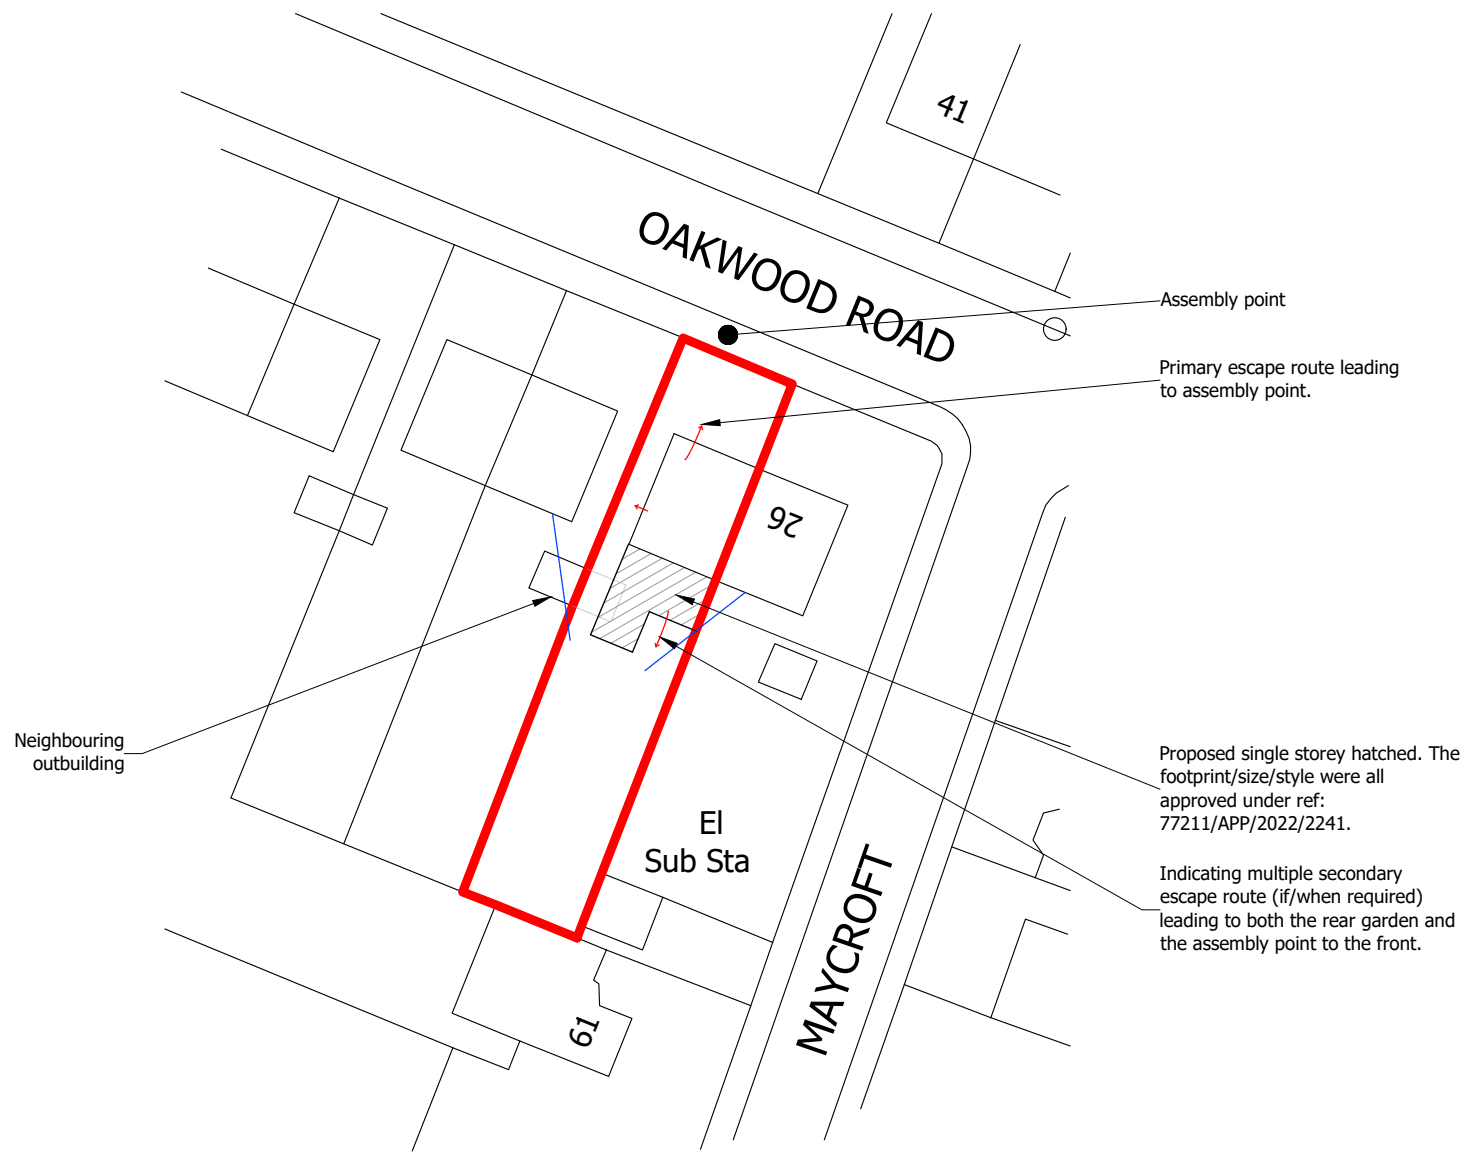 41
OAKWOOD ROAD
Assembly point
Primary escape route leading
to assembly point.
26
Neighbouring
outbuilding
Proposed single storey hatched. The
footprint/size/style were all
approved under ref:
77211/APP/2022/2241.
El
Sub Sta
Indicating multiple secondary
escape route (if/when required)
leading to both the rear garden and
the assembly point to the front.
MAYCROFT
61